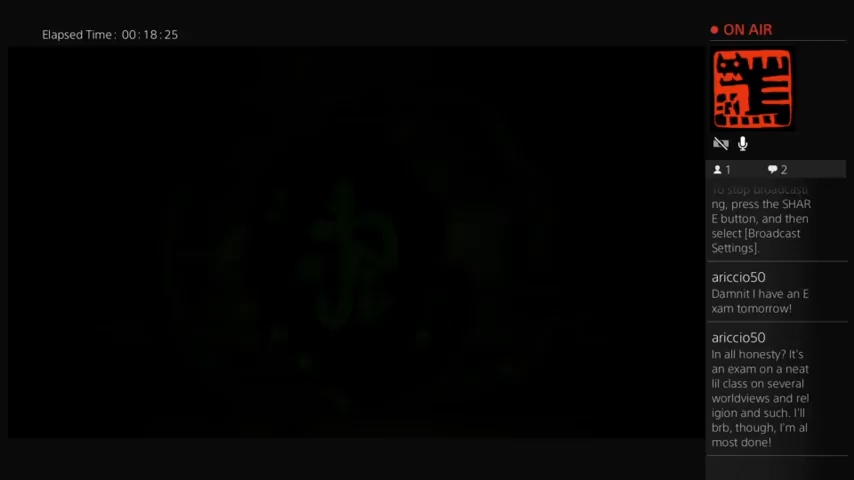 Elapsed Time: 00:18:25
ON AIR
1
2
To stop broadcasti
ng, press the SHAR
E button, and then
select [Broadcast
Settings].
ariccio50
Damnit I have an E
xam tomorrow!
ariccio50
In all honesty? It's
an exam on a neat
lil class on several
worldviews and rel
igion and such. I'll
brb, though, I'm al
most done!